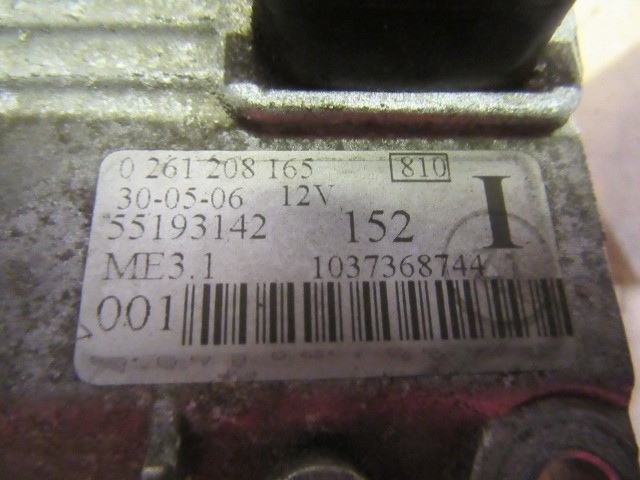 0 261 208 165 810
30-05-06 12V
55193142 152 I
ME3.1 1037368744
001